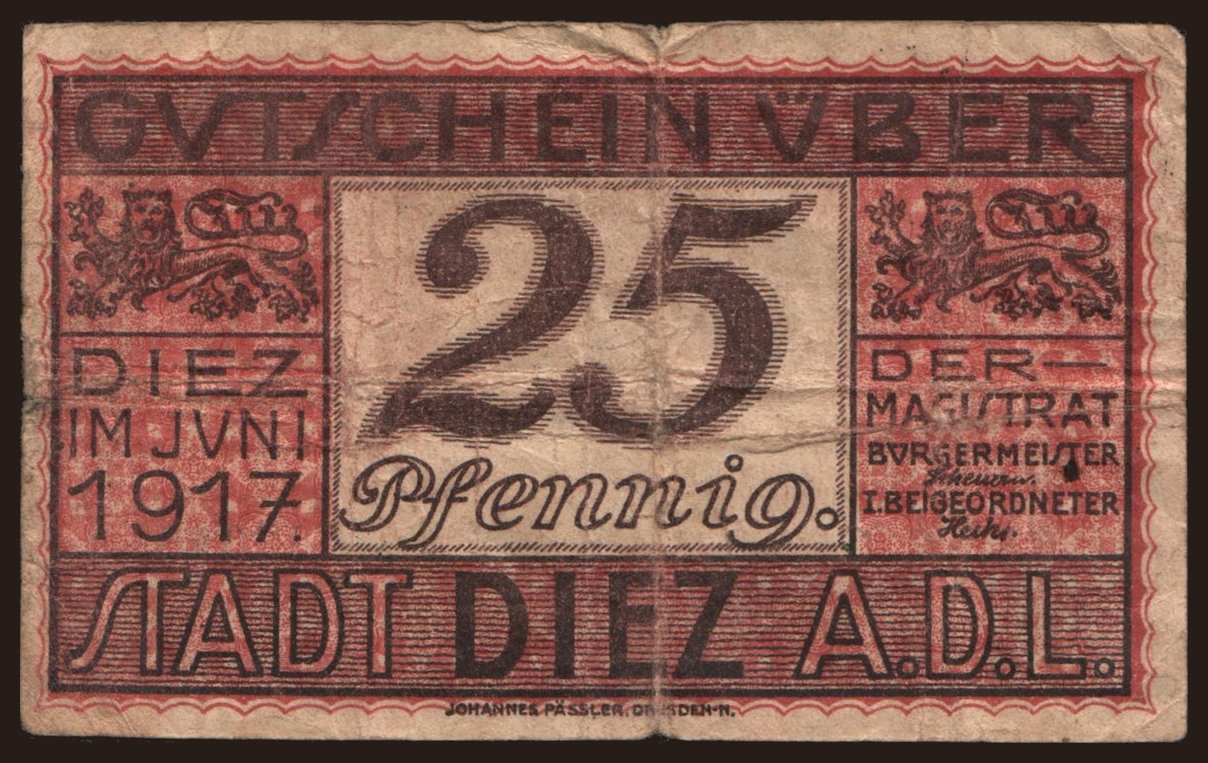 GVTSCHEIN ÜBER
25
Pfennig.
DIEZ
IM JVNI
1917.
DER—
MAGISTRAT
BVRGERMEISTER
I. BEIGEORDNETER
STADT DIEZ A.D.L.
JOHANNES PÄSSLER, DRESDEN-N.